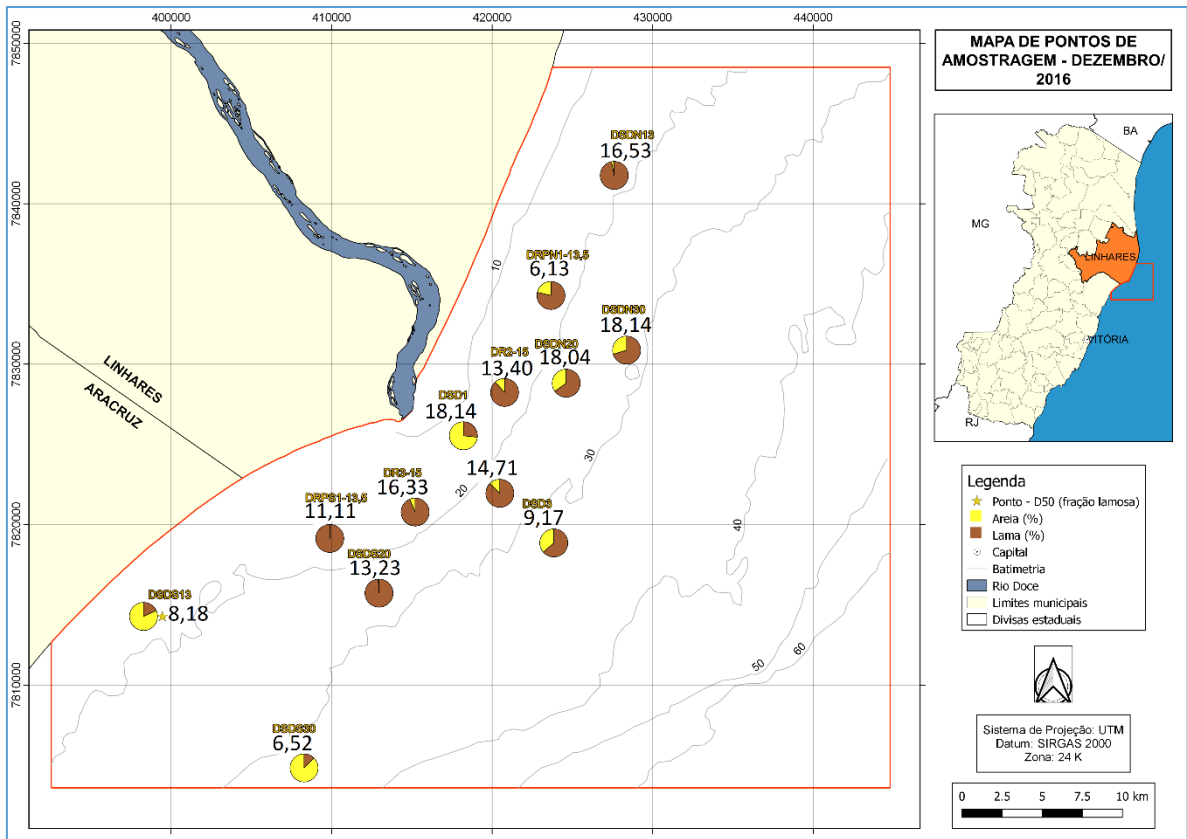 400000
410000
420000
430000
440000
7850000
7840000
7830000
7820000
7810000
LINHARES
ARACRUZ
10
20
30
40
50
60
DSDN13
16,53
DRPN1-13,5
6,13
DSDN30
18,14
DSDN20
18,04
DR2-15
13,40
DSD1
18,14
14,71
DR3-15
16,33
DSD3
9,17
DRPS1-13,5
11,11
DSDS20
13,23
DSDS13
8,18
DSDS30
6,52
MAPA DE PONTOS DE
AMOSTRAGEM - DEZEMBRO/
2016
BA
MG
LINHARES
VITÓRIA
RJ
Legenda
Ponto - D50 (fração lamosa)
Areia (%)
Lama (%)
Capital
Batimetria
Rio Doce
Limites municipais
Divisas estaduais
Sistema de Projeção: UTM
Datum: SIRGAS 2000
Zona: 24 K
0 2.5 5 7.5 10 km